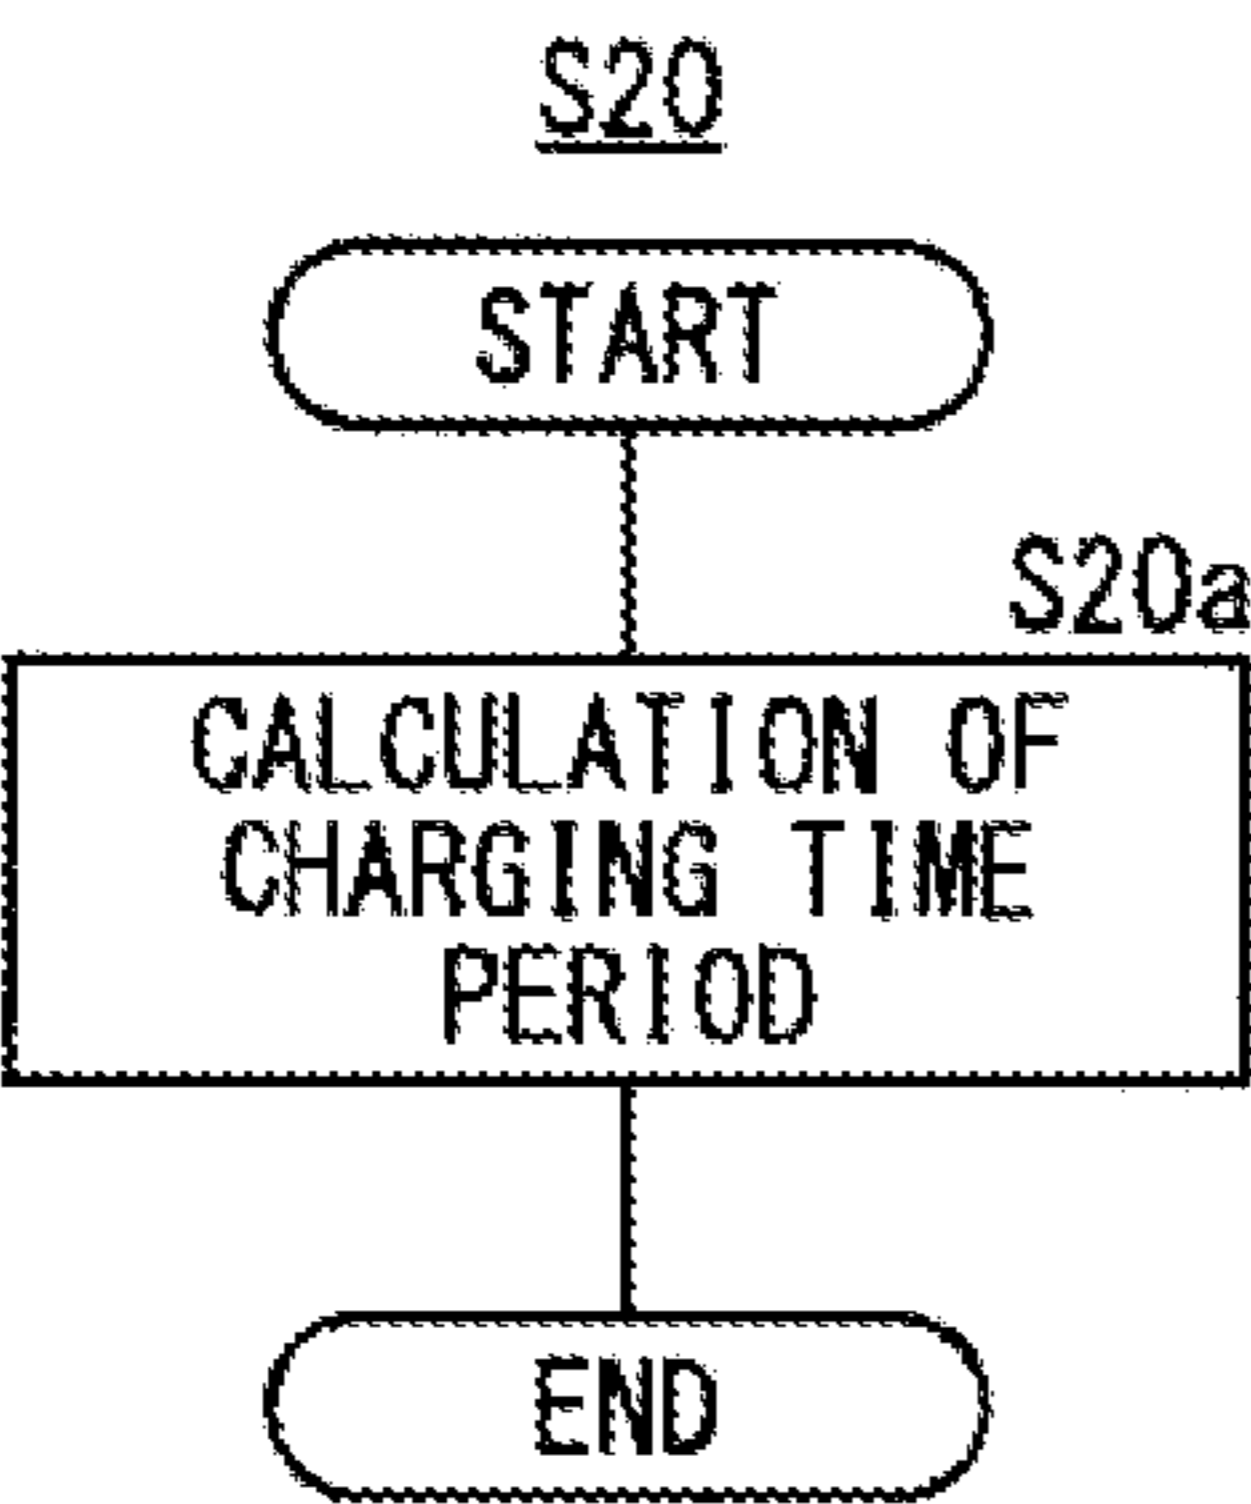 S20
START
S20a
CALCULATION OF
CHARGING TIME
PERIOD
END